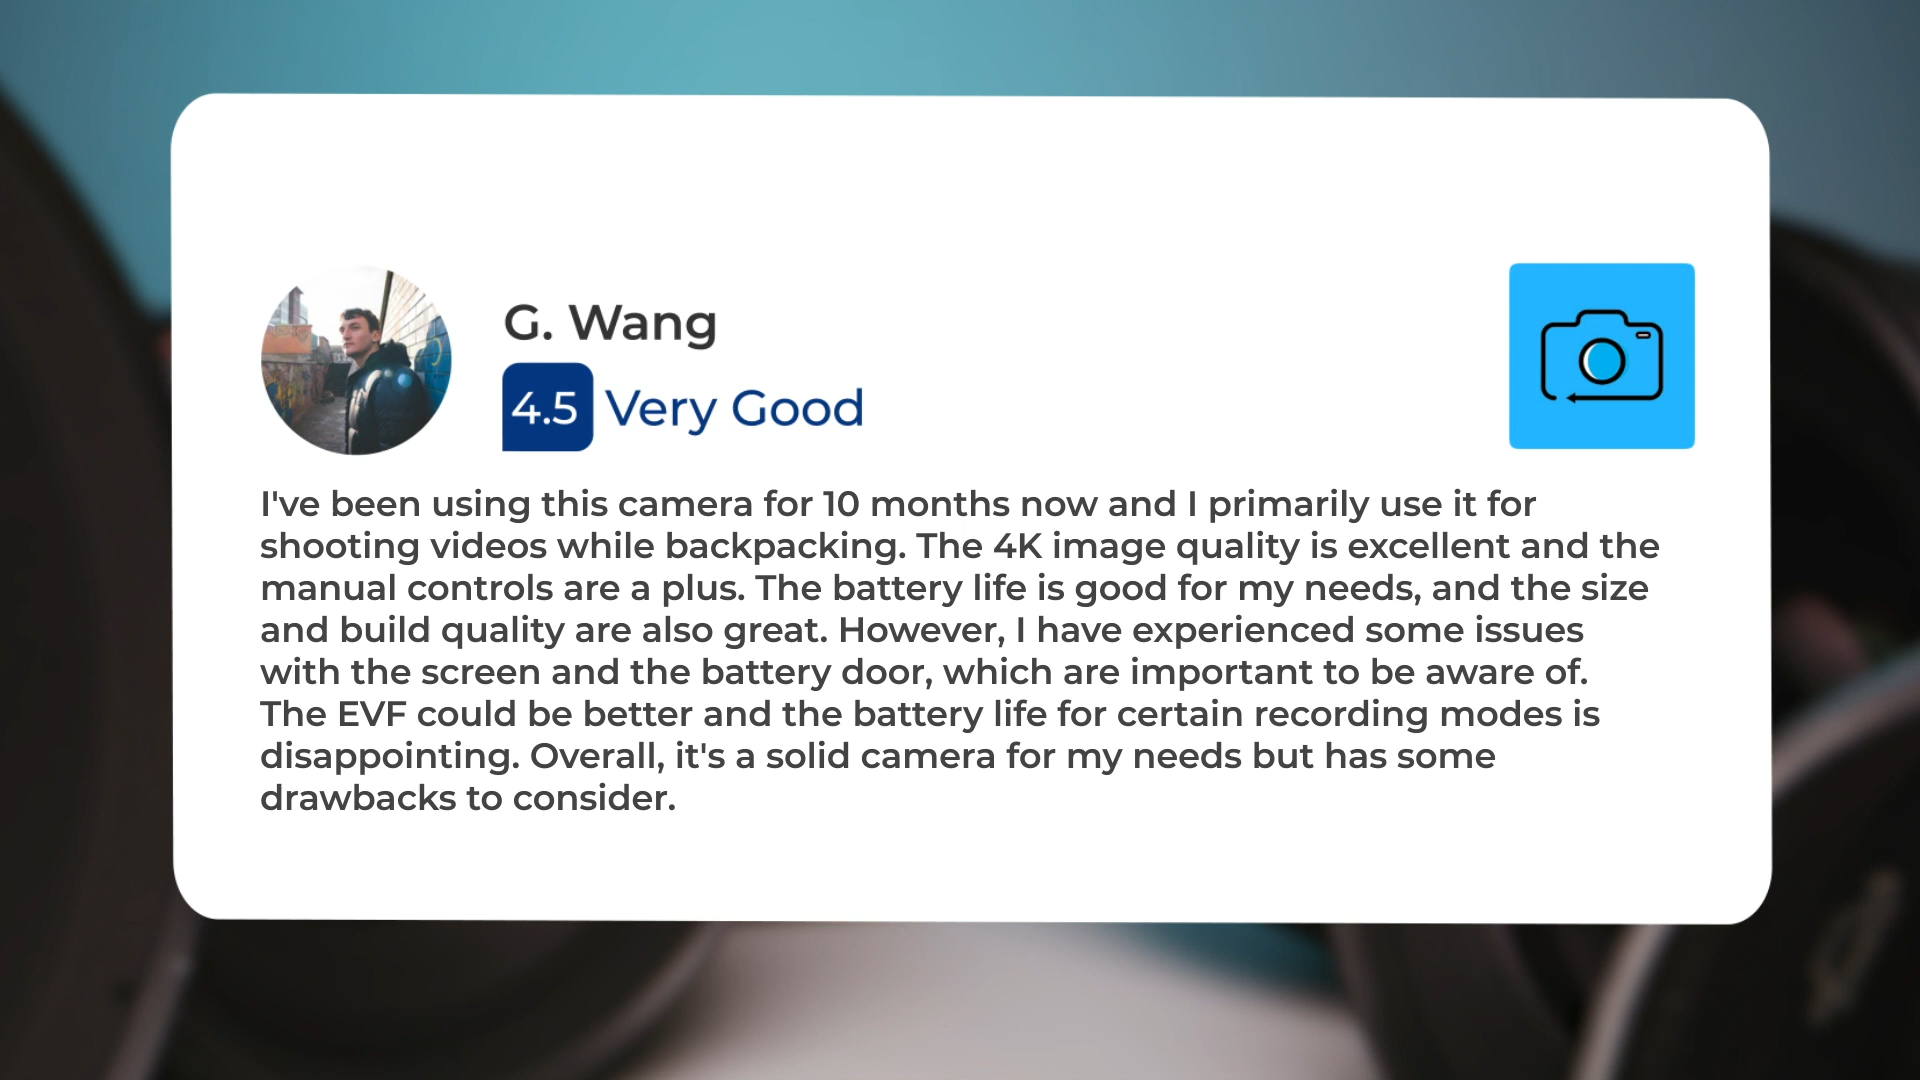 G. Wang
4.5 Very Good
I've been using this camera for 10 months now and I primarily use it for
shooting videos while backpacking. The 4K image quality is excellent and the
manual controls are a plus. The battery life is good for my needs, and the size
and build quality are also great. However, I have experienced some issues
with the screen and the battery door, which are important to be aware of.
The EVF could be better and the battery life for certain recording modes is
disappointing. Overall, it's a solid camera for my needs but has some
drawbacks to consider.